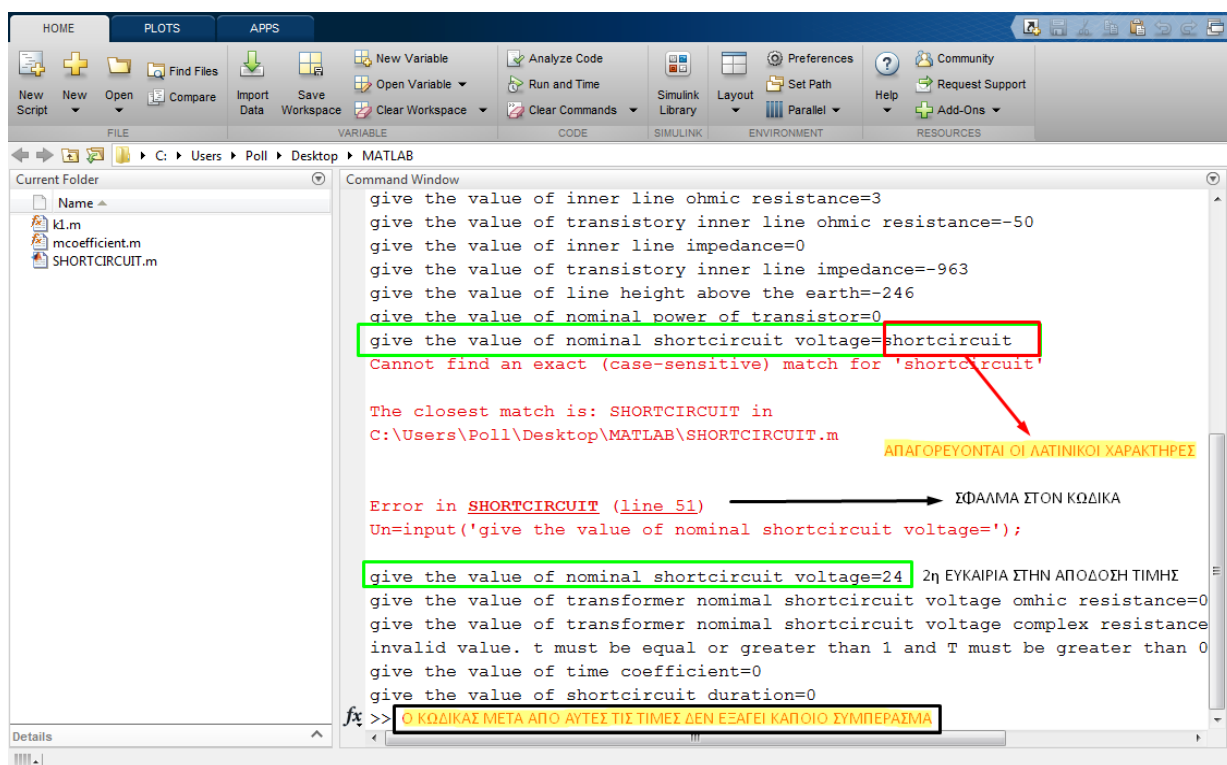 HOME PLOTS APPS
New Script
New
Open
Find Files
Compare
Import Data
Save Workspace
New Variable
Open Variable
Clear Workspace
Analyze Code
Run and Time
Clear Commands
Simulink Library
Layout
Preferences
Set Path
Parallel
Help
Community
Request Support
Add-Ons
FILE VARIABLE CODE SIMULINK ENVIRONMENT RESOURCES
C: Users Poll Desktop MATLAB
Current Folder
Name
k1.m
mcoefficient.m
SHORTCIRCUIT.m
Details
Command Window
give the value of inner line ohmic resistance=3
give the value of transistory inner line ohmic resistance=-50
give the value of inner line impedance=0
give the value of transistory inner line impedance=-963
give the value of line height above the earth=-246
give the value of nominal power of transistor=0
give the value of nominal shortcircuit voltage=shortcircuit
Cannot find an exact (case-sensitive) match for 'shortcircuit'
The closest match is: SHORTCIRCUIT in
C:\Users\Poll\Desktop\MATLAB\SHORTCIRCUIT.m
ΑΠΑΓΟΡΕΥΟΝΤΑΙ ΟΙ ΛΑΤΙΝΙΚΟΙ ΧΑΡΑΚΤΗΡΕΣ
Error in SHORTCIRCUIT (line 51) ΣΦΑΛΜΑ ΣΤΟΝ ΚΩΔΙΚΑ
Un=input('give the value of nominal shortcircuit voltage=');
give the value of nominal shortcircuit voltage=24 2η ΕΥΚΑΙΡΙΑ ΣΤΗΝ ΑΠΟΔΟΣΗ ΤΙΜΗΣ
give the value of transformer nomimal shortcircuit voltage omhic resistance=0
give the value of transformer nomimal shortcircuit voltage complex resistance
invalid value. t must be equal or greater than 1 and T must be greater than 0
give the value of time coefficient=0
give the value of shortcircuit duration=0
fx >> Ο ΚΩΔΙΚΑΣ ΜΕΤΑ ΑΠΟ ΑΥΤΕΣ ΤΙΣ ΤΙΜΕΣ ΔΕΝ ΕΞΑΓΕΙ ΚΑΠΟΙΟ ΣΥΜΠΕΡΑΣΜΑ